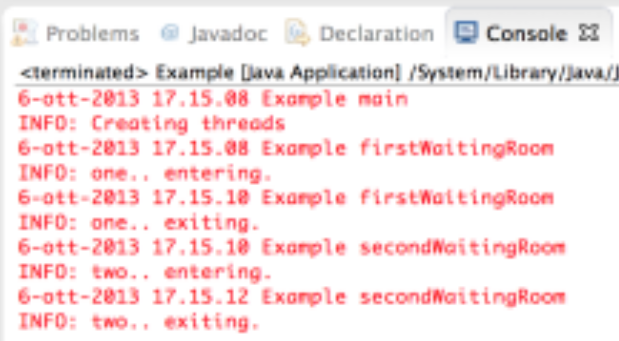 Problems @ Javadoc Declaration Console
<terminated> Example [Java Application] /System/Library/Java/J
6-ott-2013 17.15.08 Example main
INFO: Creating threads
6-ott-2013 17.15.08 Example firstWaitingRoom
INFO: one.. entering.
6-ott-2013 17.15.10 Example firstWaitingRoom
INFO: one.. exiting.
6-ott-2013 17.15.10 Example secondWaitingRoom
INFO: two.. entering.
6-ott-2013 17.15.12 Example secondWaitingRoom
INFO: two.. exiting.